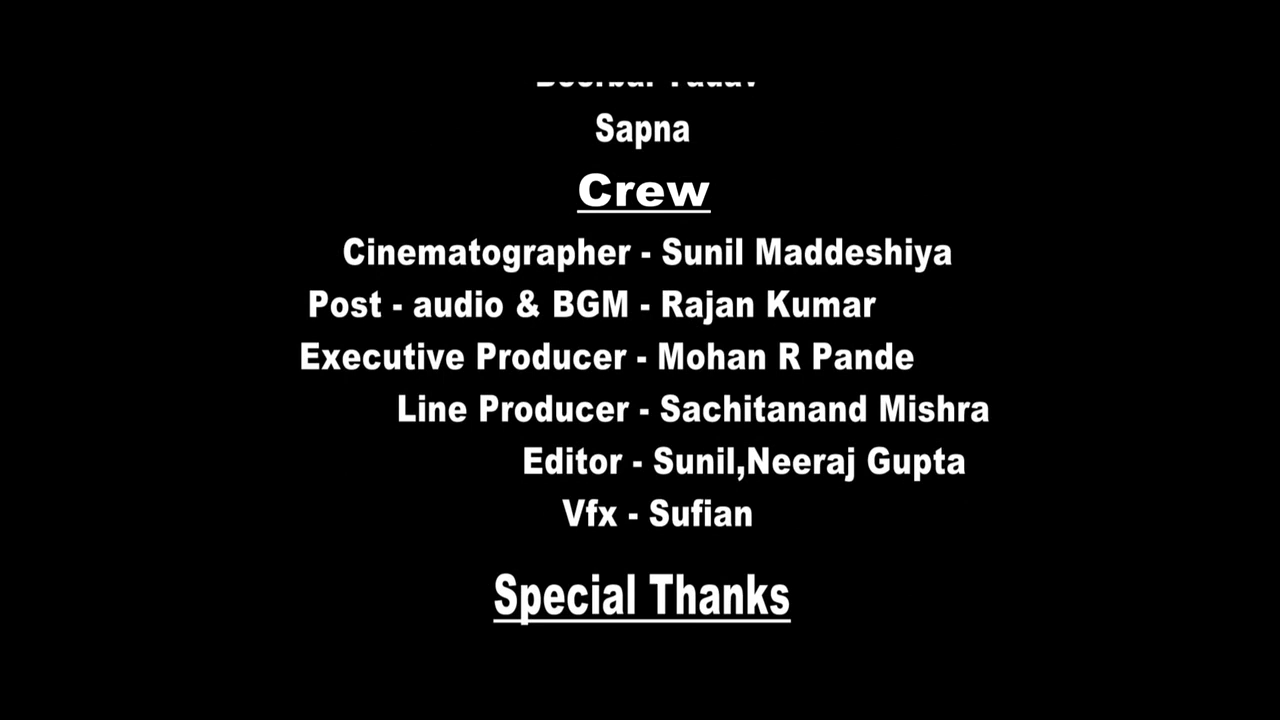 Sapna
Crew
Cinematographer - Sunil Maddeshiya
Post - audio & BGM - Rajan Kumar
Executive Producer - Mohan R Pande
Line Producer - Sachitanand Mishra
Editor - Sunil,Neeraj Gupta
Vfx - Sufian
Special Thanks